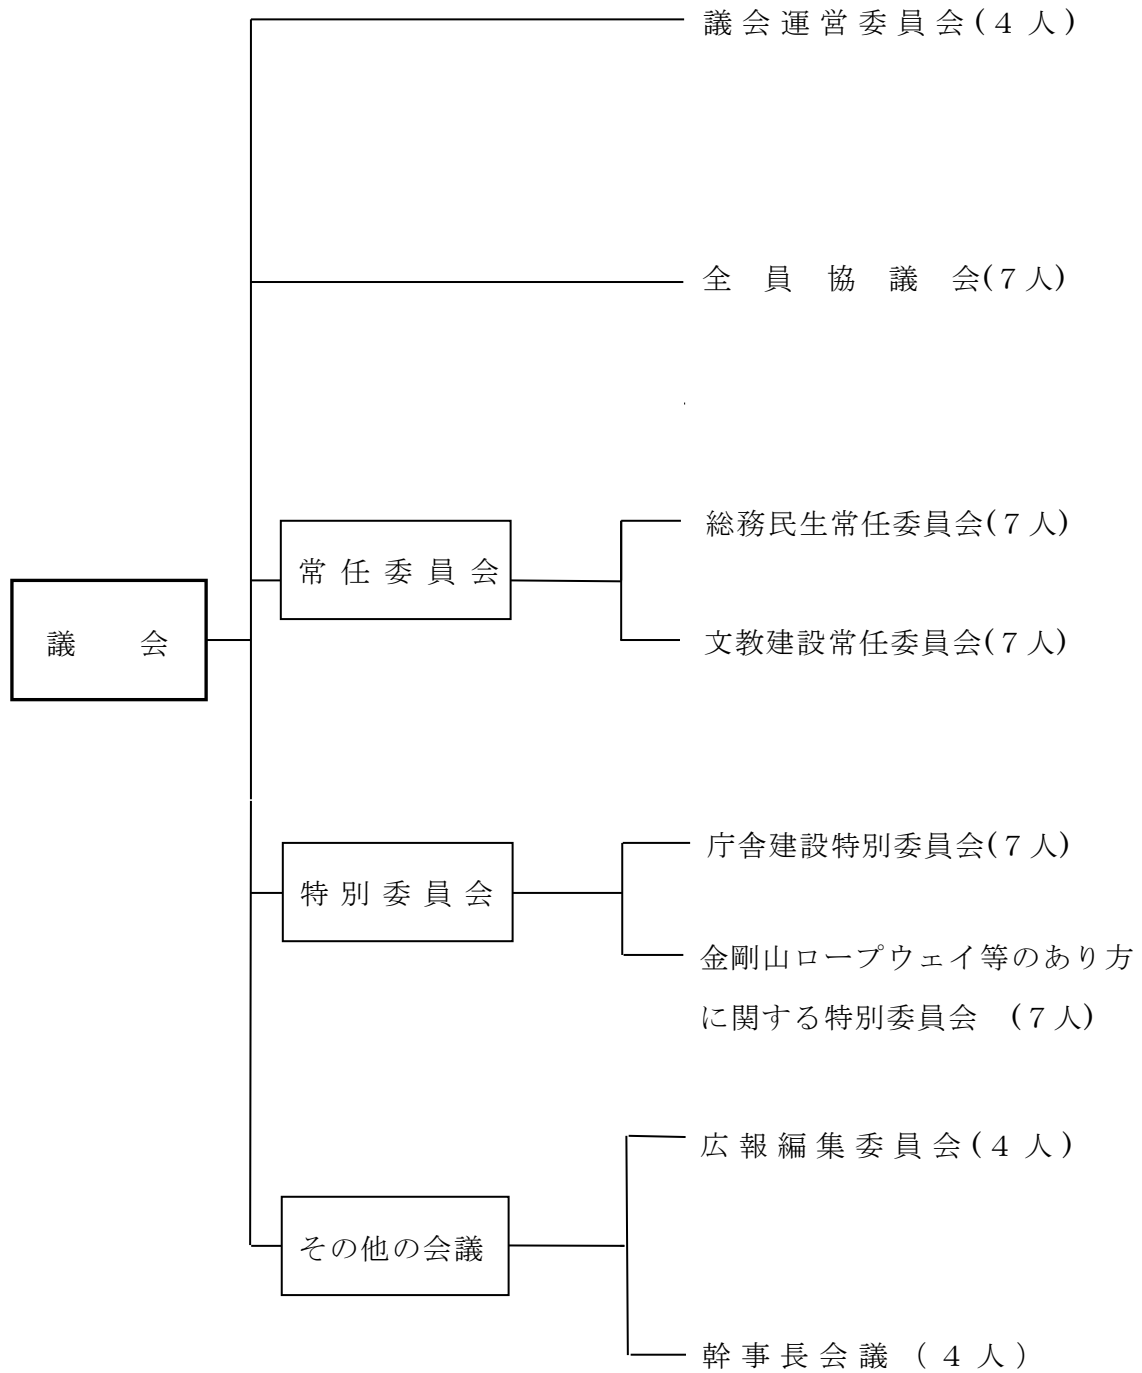 議会運営委員会(４人)
全員協議会(７人)
総務民生常任委員会(７人)
常任委員会
議会
文教建設常任委員会(７人)
庁舎建設特別委員会(７人)
特別委員会
金剛山ロープウェイ等のあり方
に関する特別委員会　(７人)
広報編集委員会(４人)
その他の会議
幹事長会議（４人）